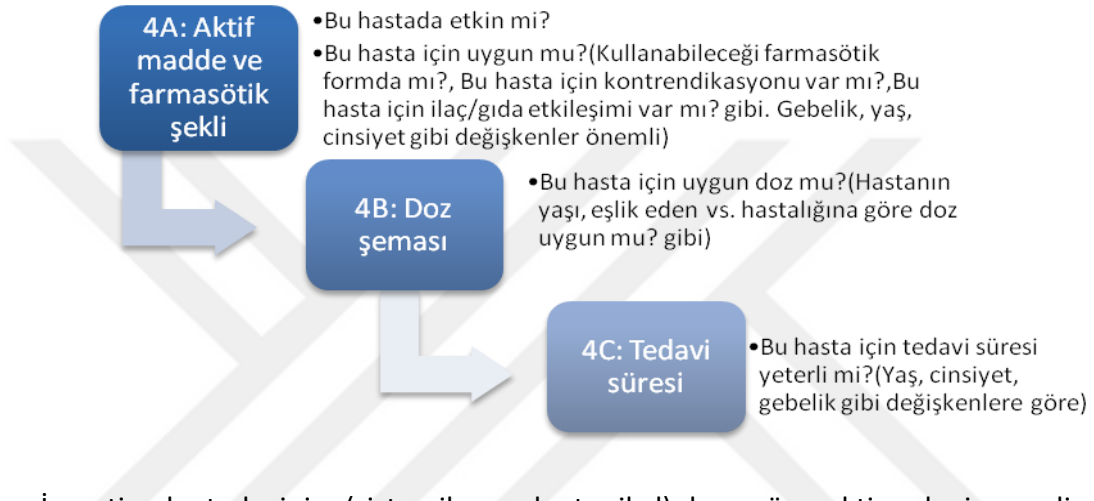 4A: Aktif
madde ve
farmasötik
şekli
•Bu hastada etkin mi?
•Bu hasta için uygun mu?(Kullanabileceği farmasötik
formda mı?, Bu hasta için kontrendikasyonu var mı?,Bu
hasta için ilaç/gıda etkileşimi var mı? gibi. Gebelik, yaş,
cinsiyet gibi değişkenler önemli)
4B: Doz
şeması
•Bu hasta için uygun doz mu?(Hastanın
yaşı, eşlik eden vs. hastalığına göre doz
uygun mu? gibi)
4C: Tedavi
süresi
•Bu hasta için tedavi süresi
yeterli mi?(Yaş, cinsiyet,
gebelik gibi değişkenlere göre)